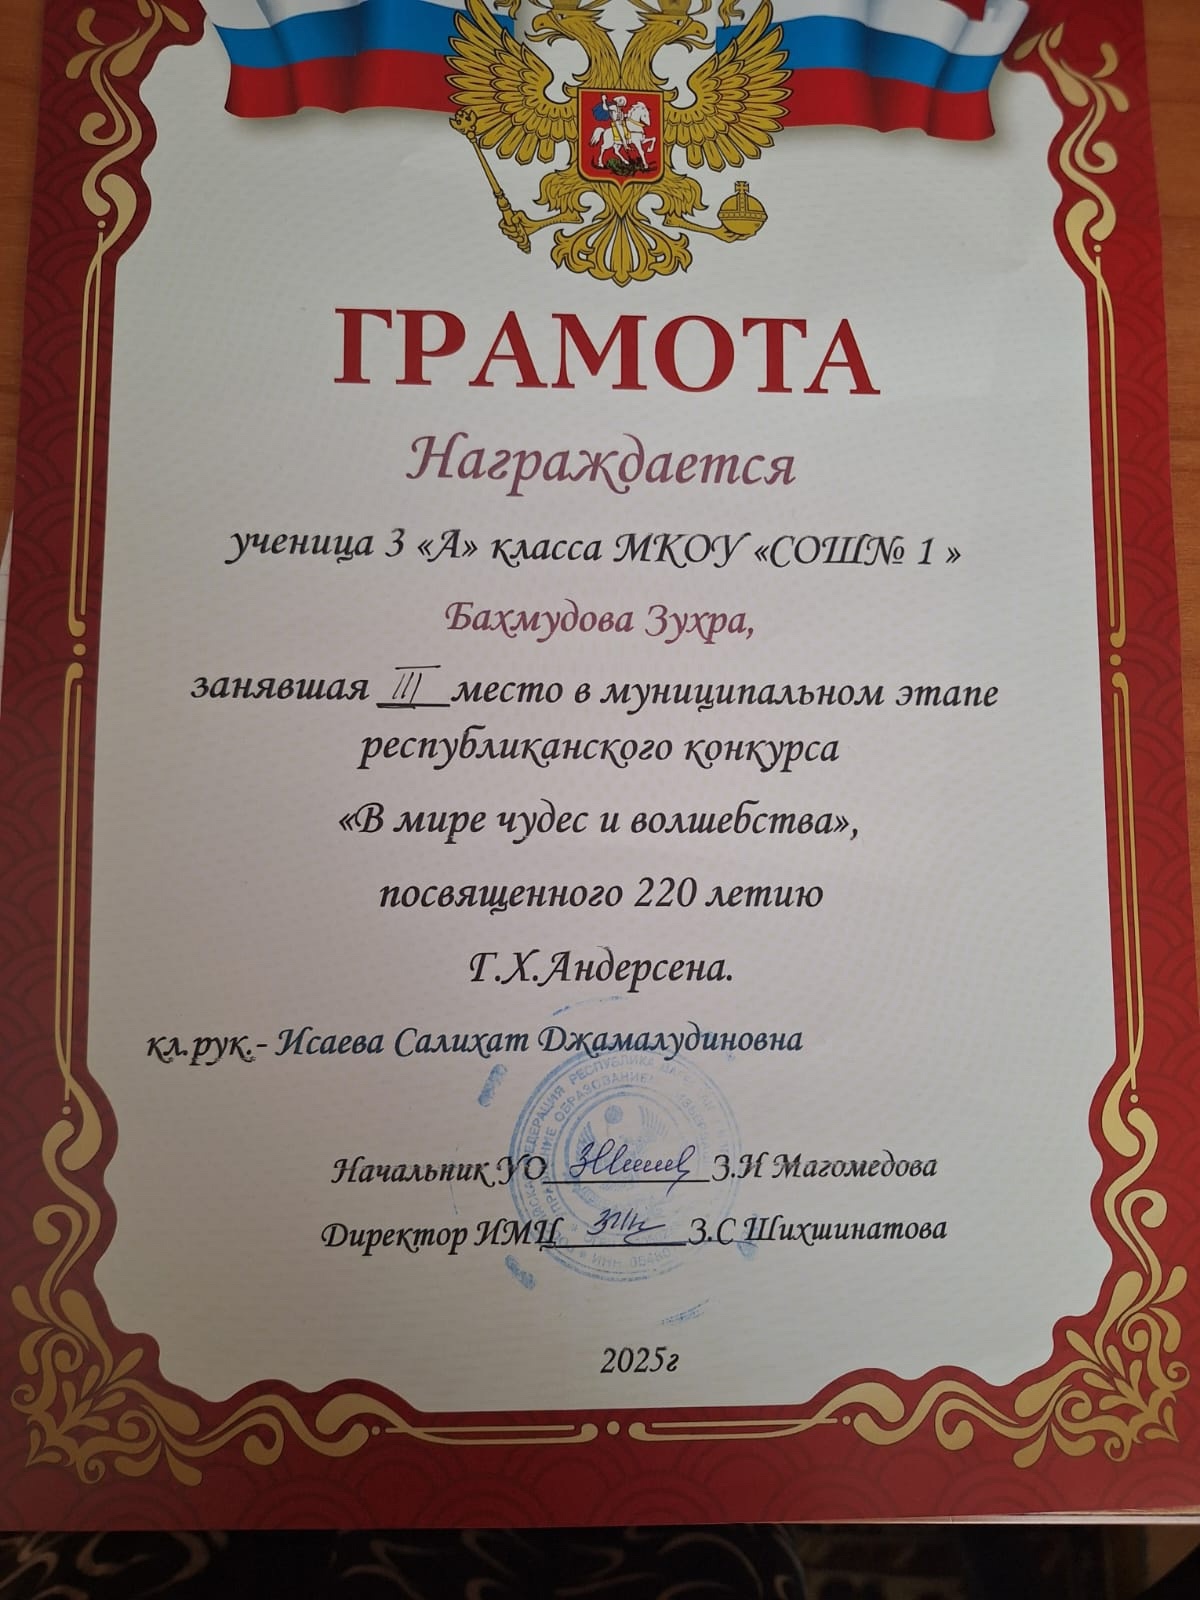 ГРАМОТА
Награждается
ученица 3 «А» класса МКОУ «СОШ№ 1 »
Бахмудова Зухра,
занявшая III место в муниципальном этапе
республиканского конкурса
«В мире чудес и волшебства»,
посвященного 220 летию
Г.Х.Андерсена.
кл.рук.- Исаева Салихат Джамалудиновна
Начальник УО З.И Магомедова
Директор ИМЦ З.С Шихшинатова
2025г